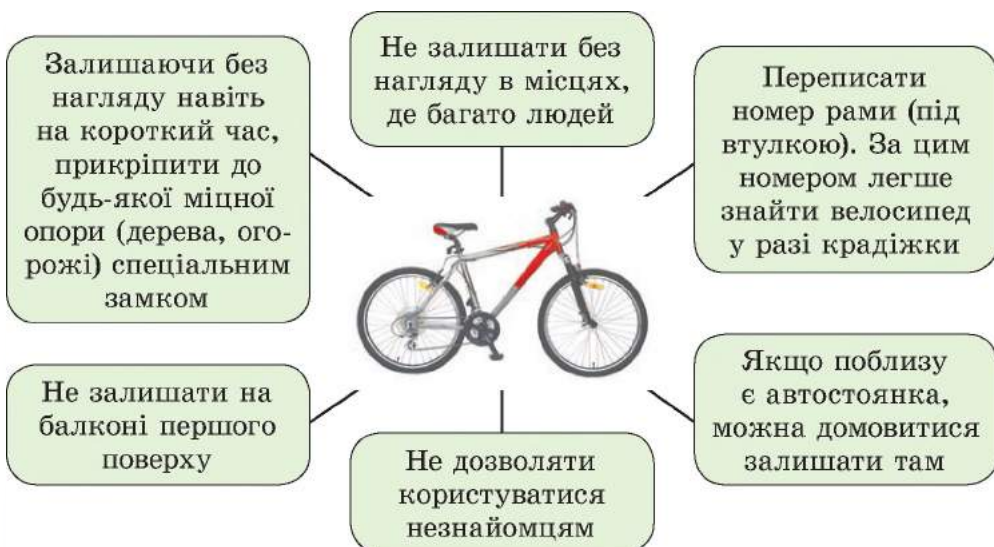 Залишаючи без
нагляду навіть
на короткий час,
прикріпити до
будь-якої міцної
опори (дерева, ого-
рожі) спеціальним
замком
Не залишати без
нагляду в місцях,
де багато людей
Переписати
номер рами (під
втулкою). За цим
номером легше
знайти велосипед
у разі крадіжки
Не залишати на
балконі першого
поверху
Не дозволяти
користуватися
незнайомцям
Якщо поблизу
є автостоянка,
можна домовитися
залишати там